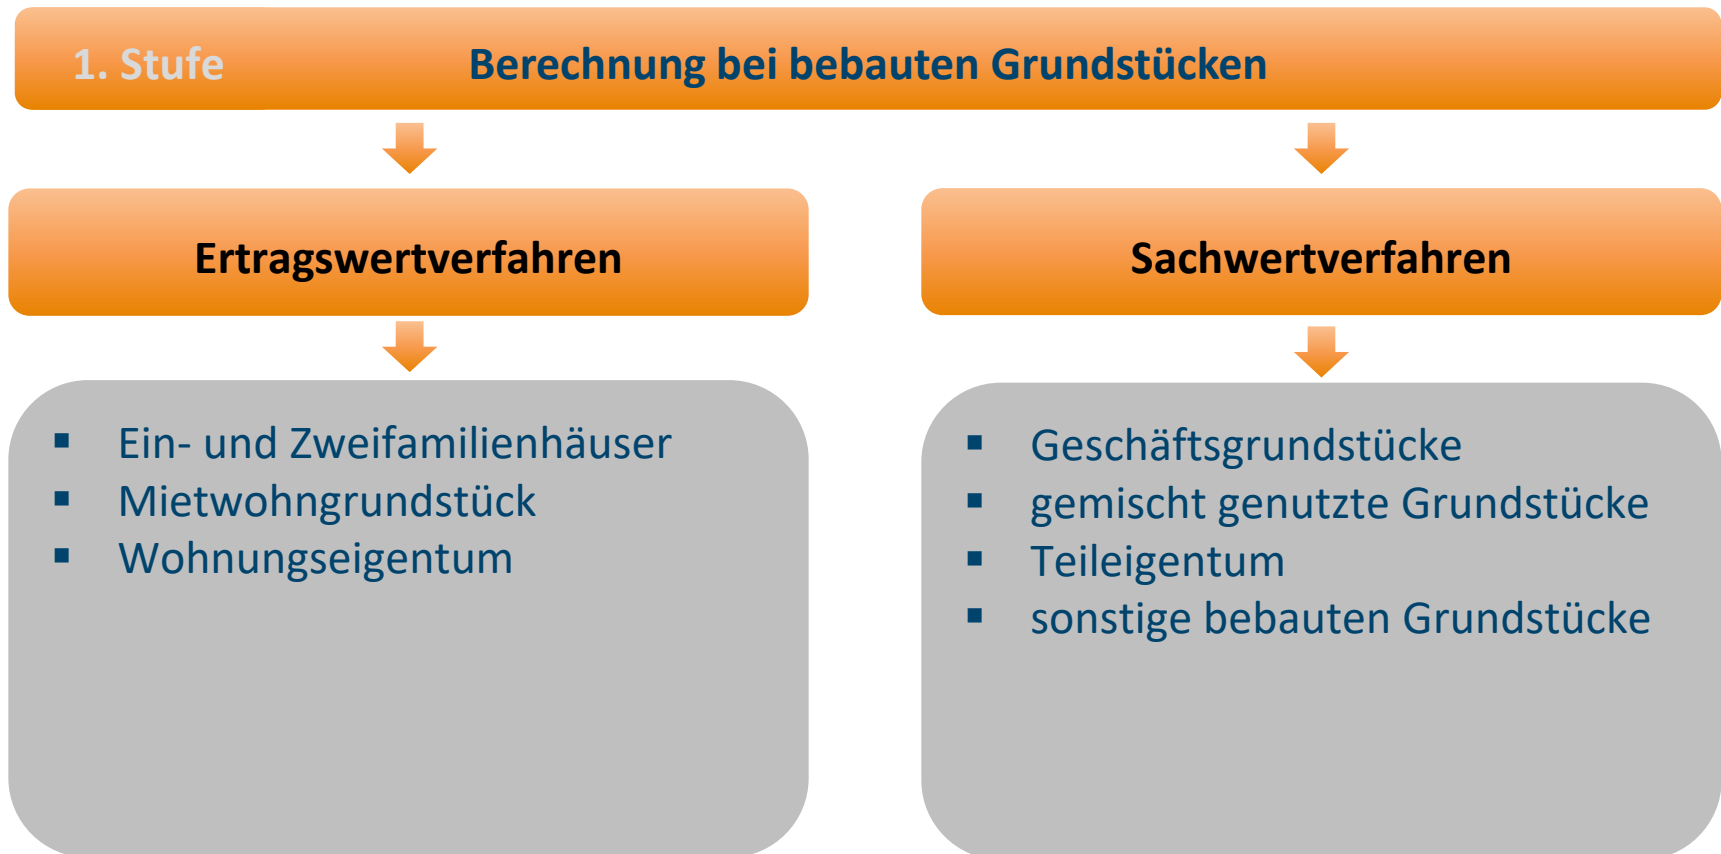 1. Stufe Berechnung bei bebauten Grundstücken
Ertragswertverfahren
▪ Ein- und Zweifamilienhäuser
▪ Mietwohngrundstück
▪ Wohnungseigentum
Sachwertverfahren
▪ Geschäftsgrundstücke
▪ gemischt genutzte Grundstücke
▪ Teileigentum
▪ sonstige bebauten Grundstücke